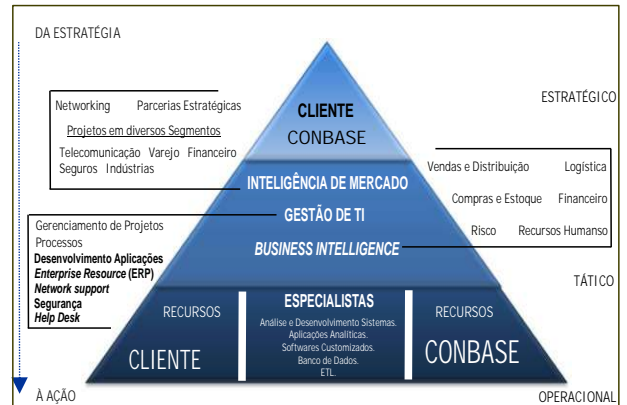 DA ESTRATÉGIA
ESTRATÉGICO
CLIENTE
CONBASE
Networking Parcerias Estratégicas
Projetos em diversos Segmentos
Telecomunicação Varejo Financeiro
Seguros Indústrias
INTELIGÊNCIA DE MERCADO
GESTÃO DE TI
BUSINESS INTELLIGENCE
Vendas e Distribuição Logística
Compras e Estoque Financeiro
Risco Recursos Humanso
Gerenciamento de Projetos
Processos
Desenvolvimento Aplicações
Enterprise Resource (ERP)
Network support
Segurança
Help Desk
TÁTICO
RECURSOS
CLIENTE
ESPECIALISTAS
Análise e Desenvolvimento Sistemas.
Aplicações Analíticas.
Softwares Customizados.
Banco de Dados.
ETL.
RECURSOS
CONBASE
À AÇÃO
OPERACIONAL